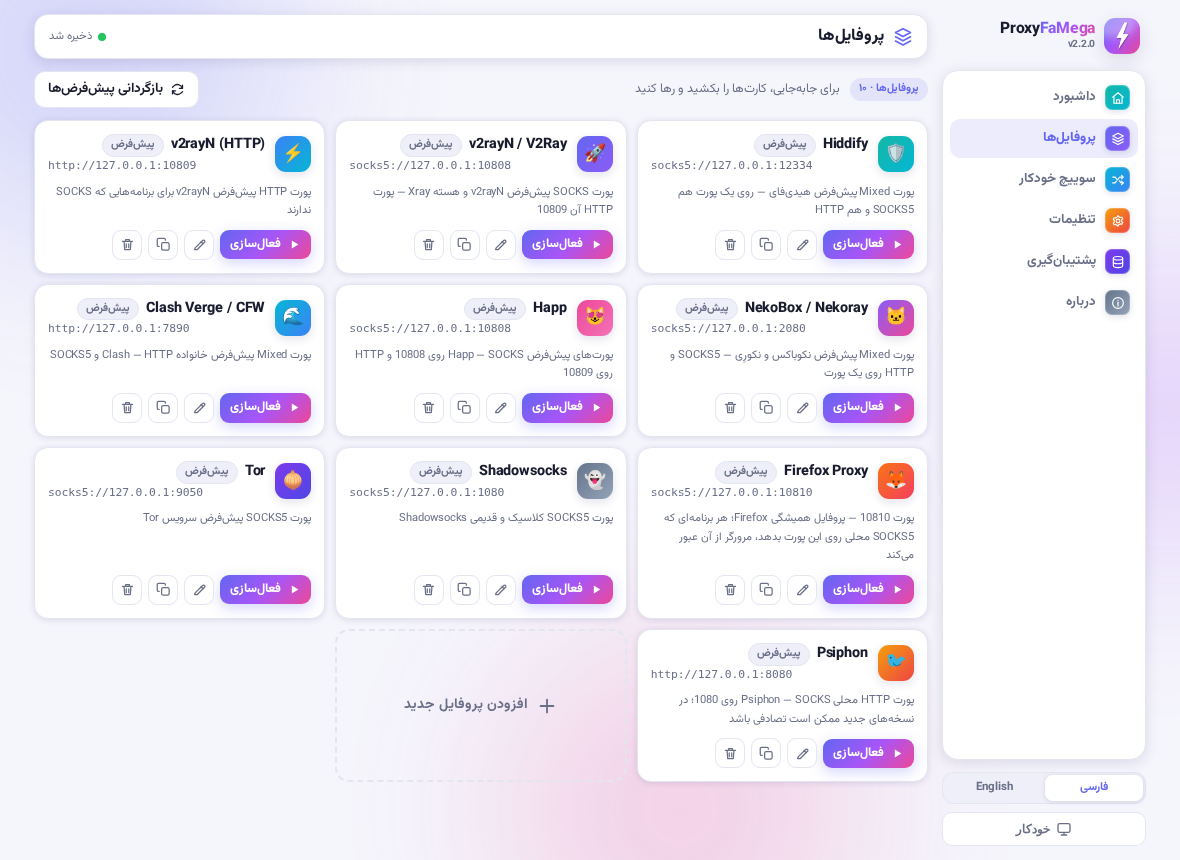 ProxyFaMega
v2.2.0
داشبورد
پروفایل‌ها
سوییچ خودکار
تنظیمات
پشتیبان‌گیری
درباره
فارسی
English
خودکار
پروفایل‌ها
ذخیره شد
پروفایل‌ها · ۱۰
برای جابه‌جایی، کارت‌ها را بکشید و رها کنید
بازگردانی پیش‌فرض‌ها
Hiddify پیش‌فرض
socks5://127.0.0.1:12334
پورت Mixed پیش‌فرض هیدی‌فای — روی یک پورت هم
SOCKS5 و هم HTTP
فعال‌سازی
v2rayN / V2Ray پیش‌فرض
socks5://127.0.0.1:10808
پورت SOCKS پیش‌فرض v2rayN و هسته Xray — پورت
HTTP آن 10809
فعال‌سازی
v2rayN (HTTP) پیش‌فرض
http://127.0.0.1:10809
پورت HTTP پیش‌فرض v2rayN برای برنامه‌هایی که SOCKS
ندارند
فعال‌سازی
NekoBox / Nekoray پیش‌فرض
socks5://127.0.0.1:2080
پورت Mixed پیش‌فرض نکوباکس و نکوری — SOCKS5 و
HTTP روی یک پورت
فعال‌سازی
Happ پیش‌فرض
socks5://127.0.0.1:10808
پورت‌های پیش‌فرض Happ — SOCKS روی 10808 و HTTP
روی 10809
فعال‌سازی
Clash Verge / CFW پیش‌فرض
http://127.0.0.1:7890
پورت Mixed پیش‌فرض خانواده Clash — HTTP و SOCKS5
فعال‌سازی
Firefox Proxy پیش‌فرض
socks5://127.0.0.1:10810
پورت 10810 — پروفایل همیشگی Firefox؛ هر برنامه‌ای که
SOCKS5 محلی روی این پورت بدهد، مرورگر از آن عبور
می‌کند
فعال‌سازی
Shadowsocks پیش‌فرض
socks5://127.0.0.1:1080
پورت SOCKS5 کلاسیک و قدیمی Shadowsocks
فعال‌سازی
Tor پیش‌فرض
socks5://127.0.0.1:9050
پورت SOCKS5 پیش‌فرض سرویس Tor
فعال‌سازی
Psiphon پیش‌فرض
http://127.0.0.1:8080
پورت HTTP محلی Psiphon — SOCKS روی 1080؛ در
نسخه‌های جدید ممکن است تصادفی باشد
فعال‌سازی
افزودن پروفایل جدید